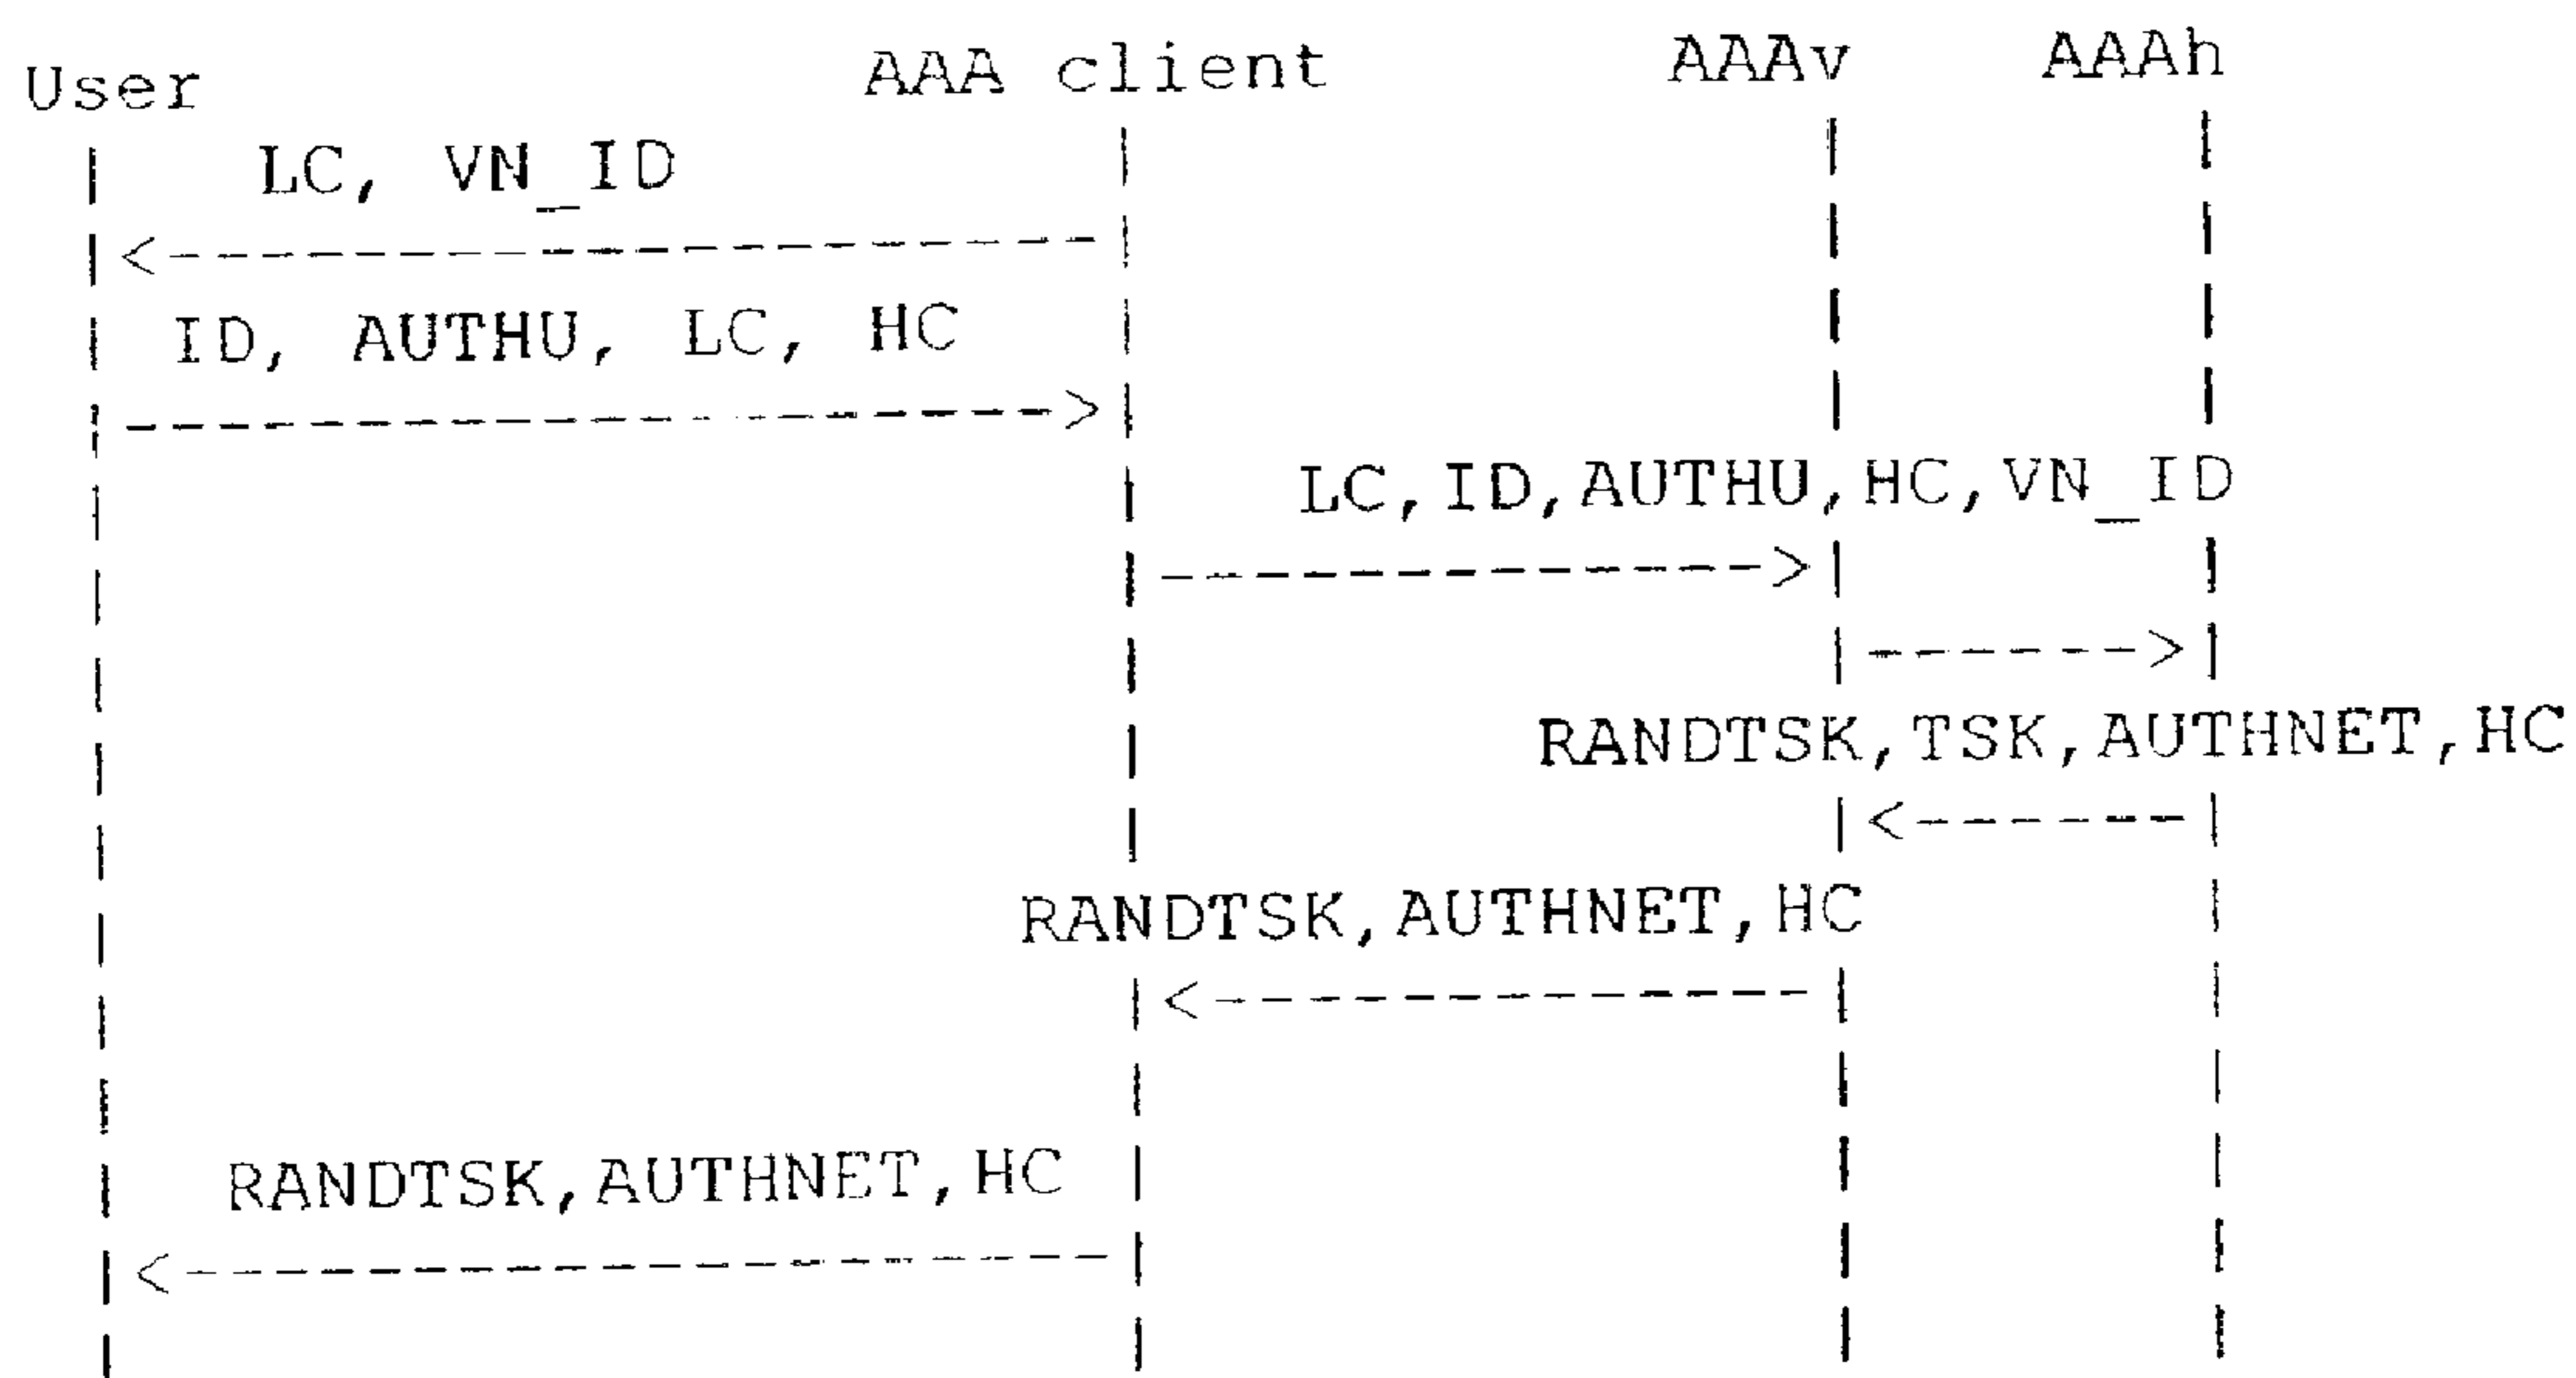 User AAA client AAAv AAAh
LC, VN_ID
ID, AUTHU, LC, HC
LC,ID,AUTHU,HC,VN_ID
RANDTSK,TSK,AUTHNET,HC
RANDTSK,AUTHNET,HC
RANDTSK,AUTHNET,HC